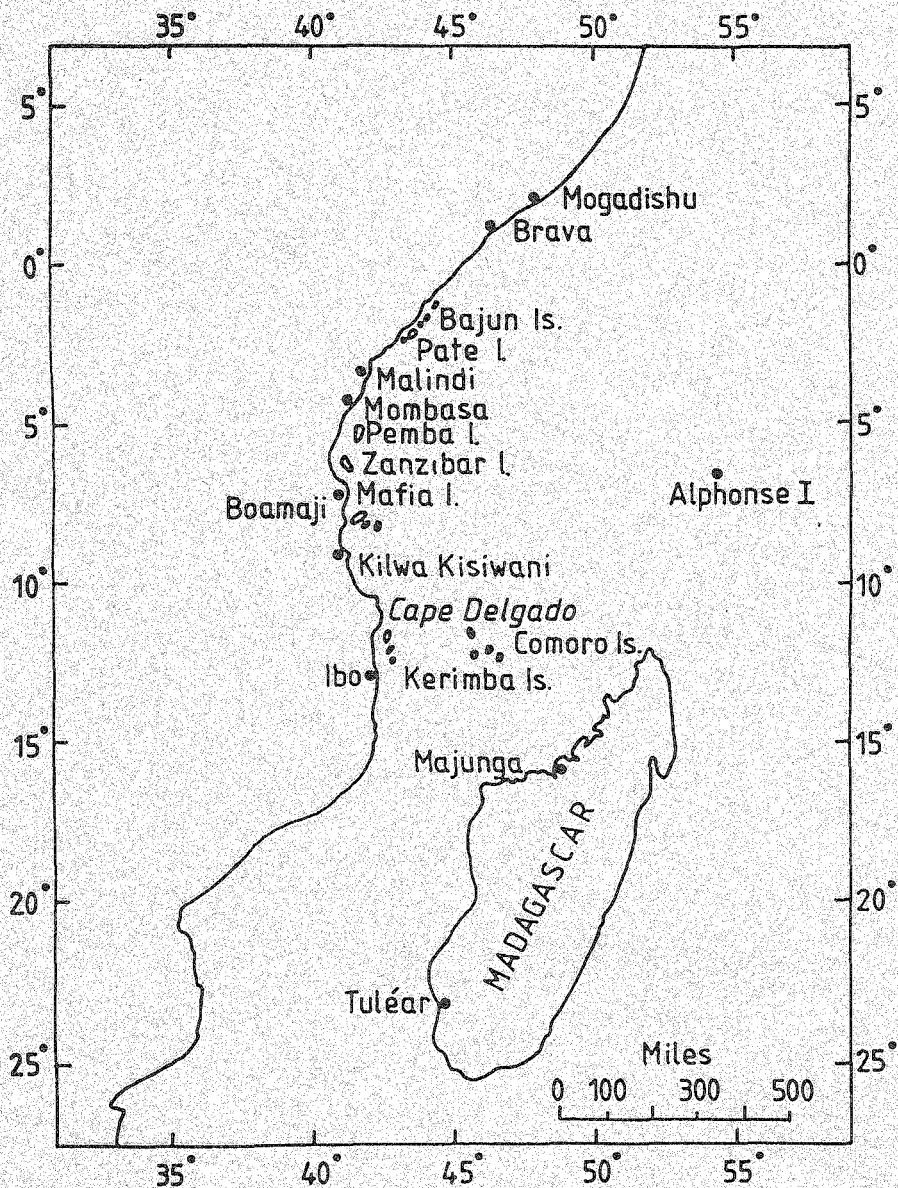 35° 40° 45° 50° 55°
5° 5°
Mogadishu
Brava
0° 0°
Bajun Is.
Pate I.
Malindi
Mombasa
5° 5°
Pemba I.
Zanzibar I.
Mafia I.
Alphonse I
Boamaji
Kilwa Kisiwani
10° 10°
Cape Delgado
Comoro Is.
Ibo Kerimba Is.
15° 15°
Majunga
MADAGASCAR
20° 20°
Tuléar
Miles
25° 25°
0 100 300 500
35° 40° 45° 50° 55°